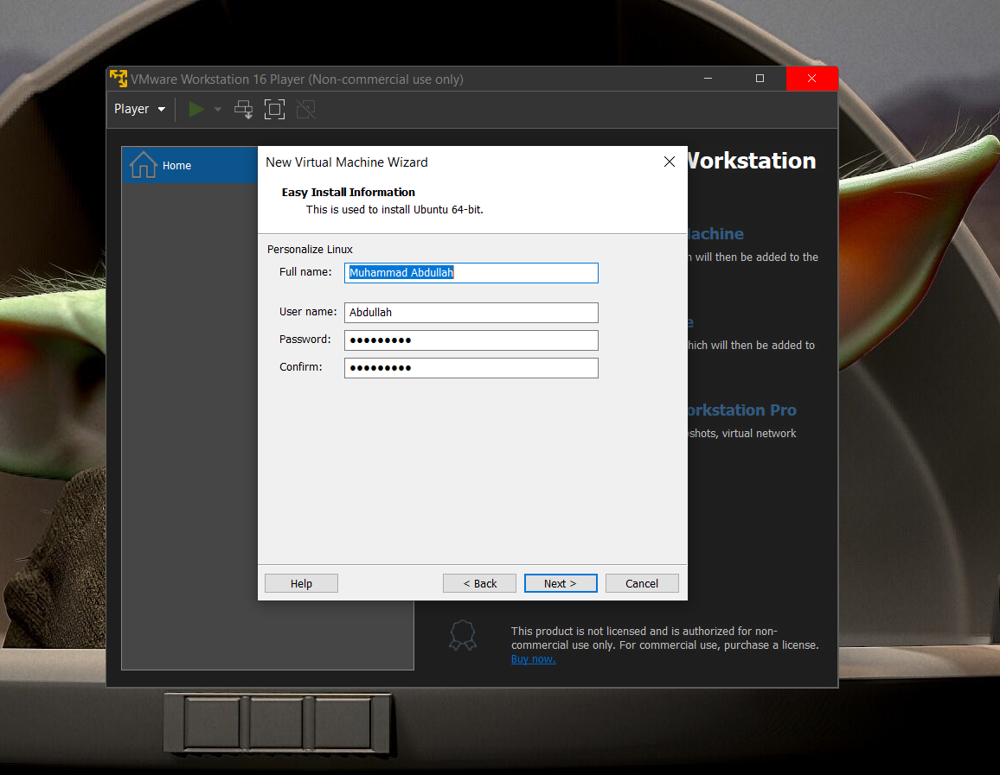 VMware Workstation 16 Player (Non-commercial use only)
Player
Home
New Virtual Machine Wizard
Easy Install Information
This is used to install Ubuntu 64-bit.
Personalize Linux
Full name: Muhammad Abdullah
User name: Abdullah
Password: ●●●●●●●●●
Confirm: ●●●●●●●●●
Help
< Back
Next >
Cancel
Workstation
achine
will then be added to the
e
hich will then be added to
orkstation Pro
shots, virtual network
This product is not licensed and is authorized for non-
commercial use only. For commercial use, purchase a license.
Buy now.